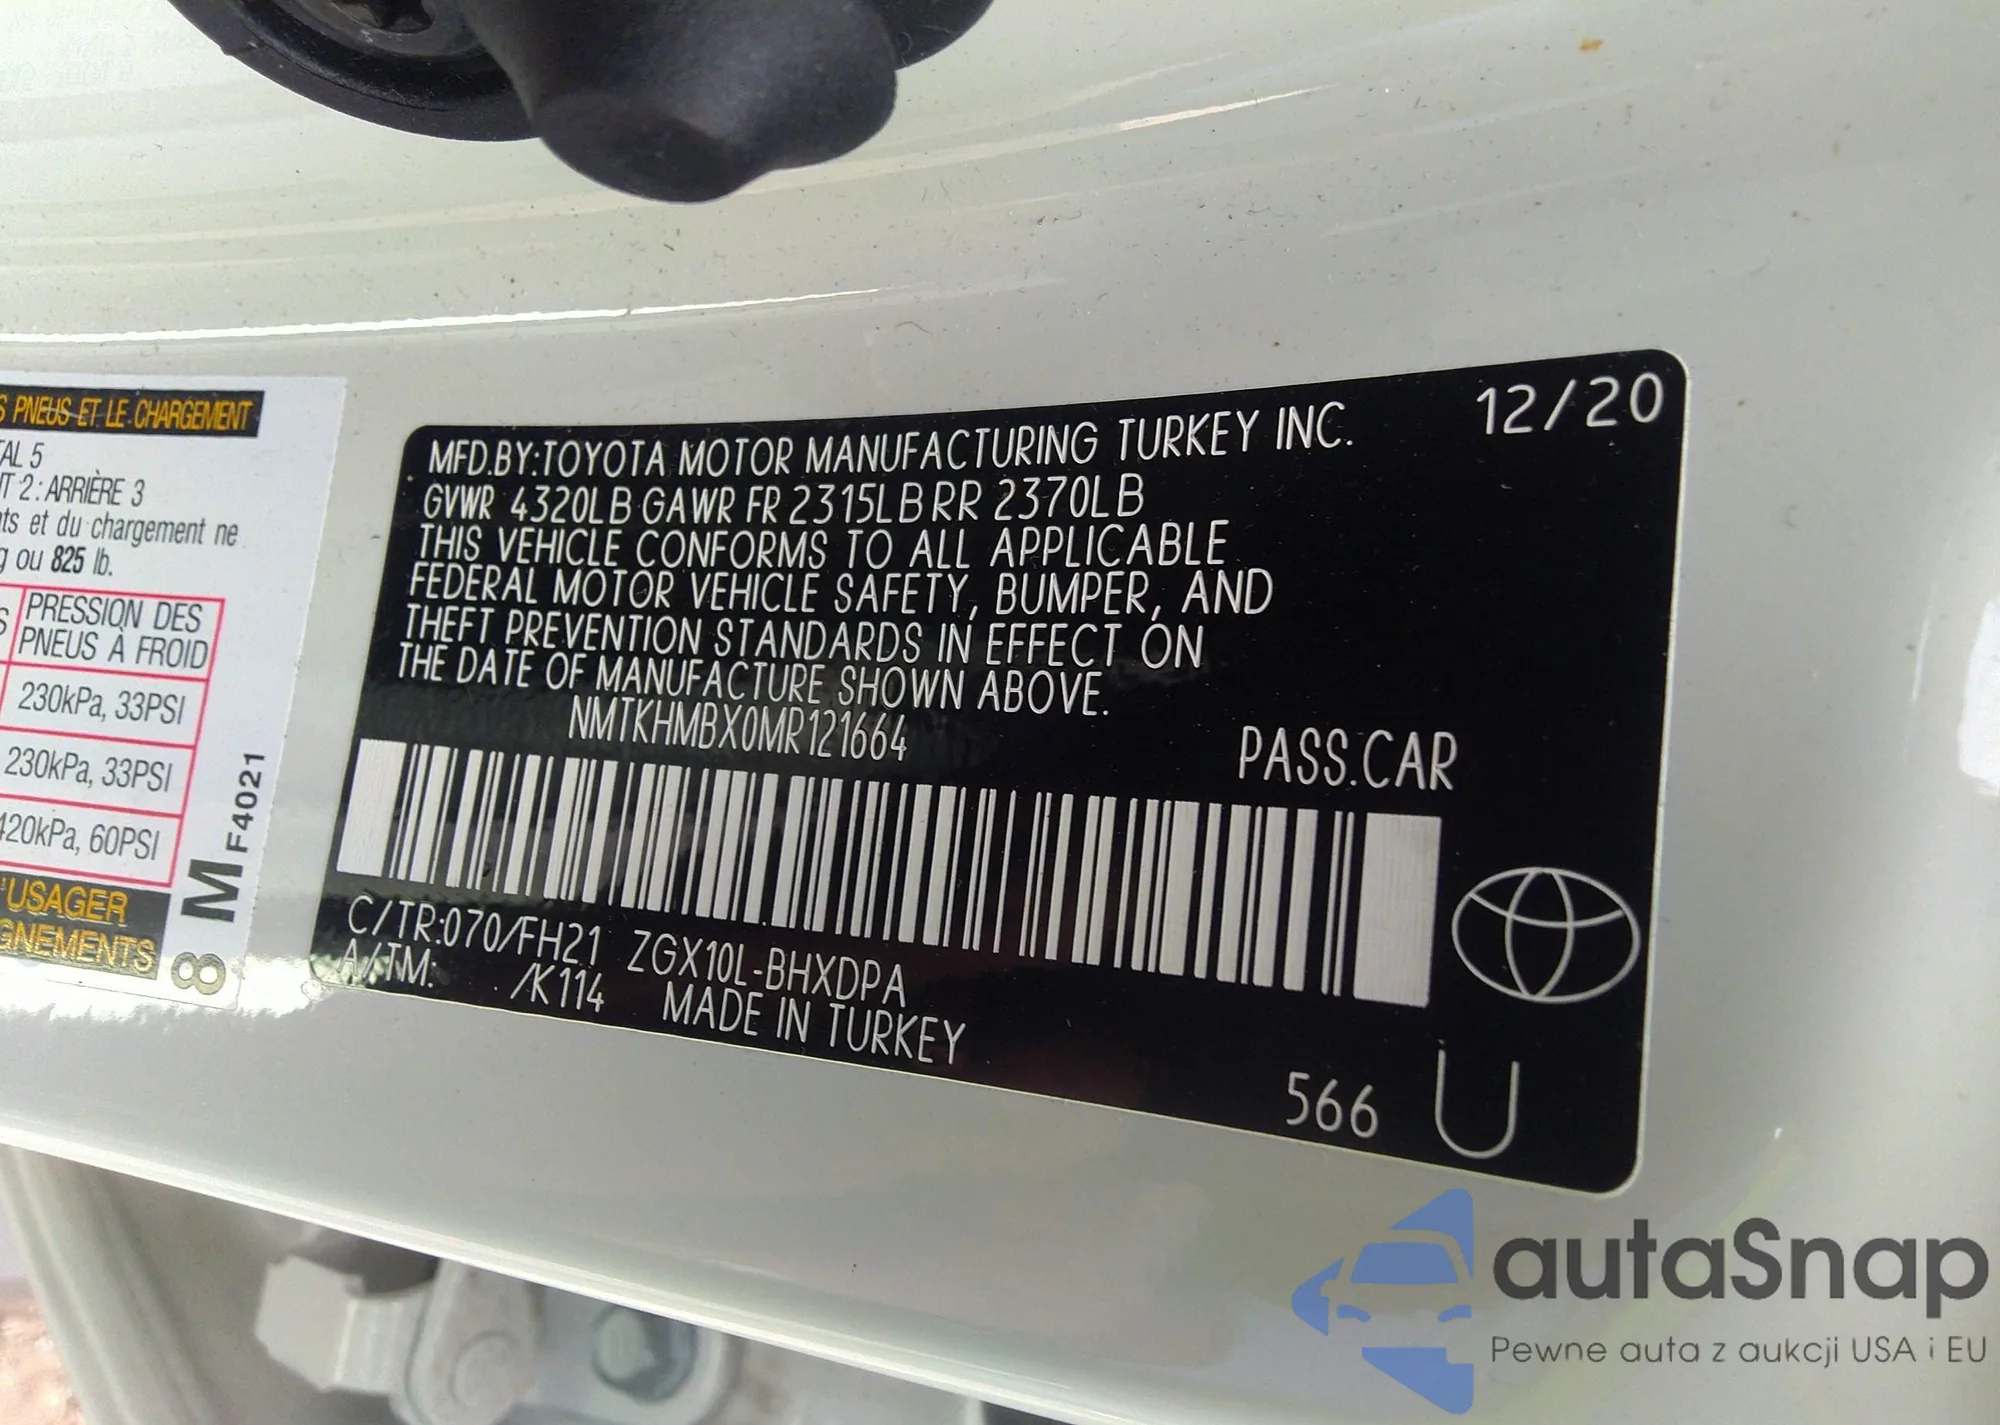 S PNEUS ET LE CHARGEMENT
TAL 5
NT 2: ARRIÈRE 3
nts et du chargement ne
g ou 825 lb.
PRESSION DES
PNEUS À FROID
230kPa, 33PSI
230kPa, 33PSI
420kPa, 60PSI
'USAGER
GNEMENTS
8 M F4021
12/20
MFD.BY:TOYOTA MOTOR MANUFACTURING TURKEY INC.
GVWR 4320LB GAWR FR 2315LB RR 2370LB
THIS VEHICLE CONFORMS TO ALL APPLICABLE
FEDERAL MOTOR VEHICLE SAFETY, BUMPER, AND
THEFT PREVENTION STANDARDS IN EFFECT ON
THE DATE OF MANUFACTURE SHOWN ABOVE.
NMTKHMBX0MR121664
PASS.CAR
C/TR:070/FH21 ZGX10L-BHXDPA
A/TM: /K114 MADE IN TURKEY
566 U
autaSnap
Pewne auta z aukcji USA i EU